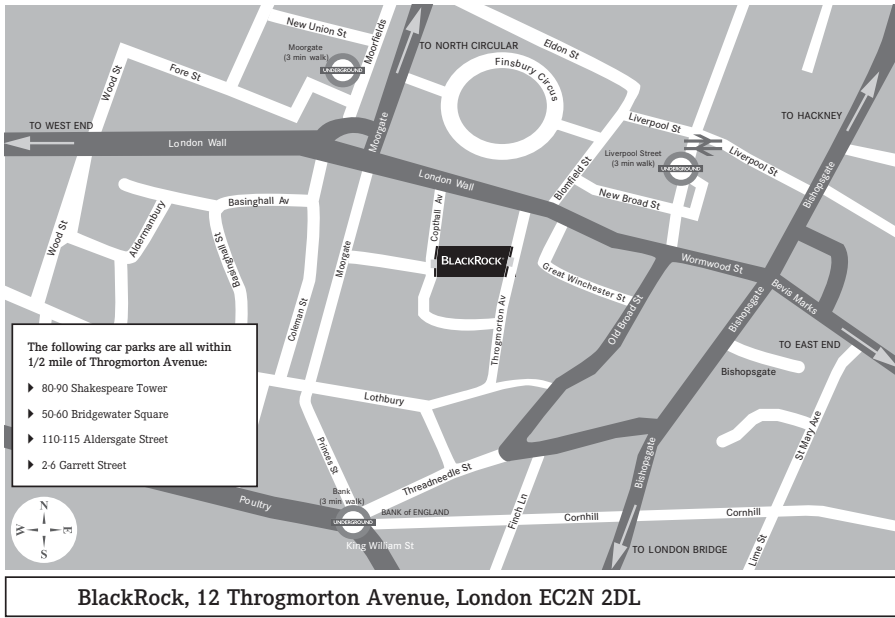 New Union St
Moorfields
Moorgate
(3 min walk)
UNDERGROUND
TO NORTH CIRCULAR
Eldon St
Finsbury Circus
Wood St
Fore St
TO WEST END
London Wall
Moorgate
London Wall
Liverpool St
Liverpool Street
(3 min walk)
UNDERGROUND
Liverpool St
TO HACKNEY
Bishopsgate
Blomfield St
New Broad St
Basinghall Av
Aldermanbury
Basinghall St
Wood St
Moorgate
Copthall Av
BLACKROCK
Great Winchester St
Wormwood St
Old Broad St
Bishopsgate
Bevis Marks
TO EAST END
Coleman St
Throgmorton Av
Bishopsgate
The following car parks are all within
1/2 mile of Throgmorton Avenue:
80-90 Shakespeare Tower
50-60 Bridgewater Square
110-115 Aldersgate Street
2-6 Garrett Street
Lothbury
Princes St
Threadneedle St
Bishopsgate
St Mary Axe
Poultry
Bank
(3 min walk)
UNDERGROUND
BANK of ENGLAND
King William St
Finch Ln
Cornhill
Cornhill
Lime St
TO LONDON BRIDGE
N
W
E
S
BlackRock, 12 Throgmorton Avenue, London EC2N 2DL